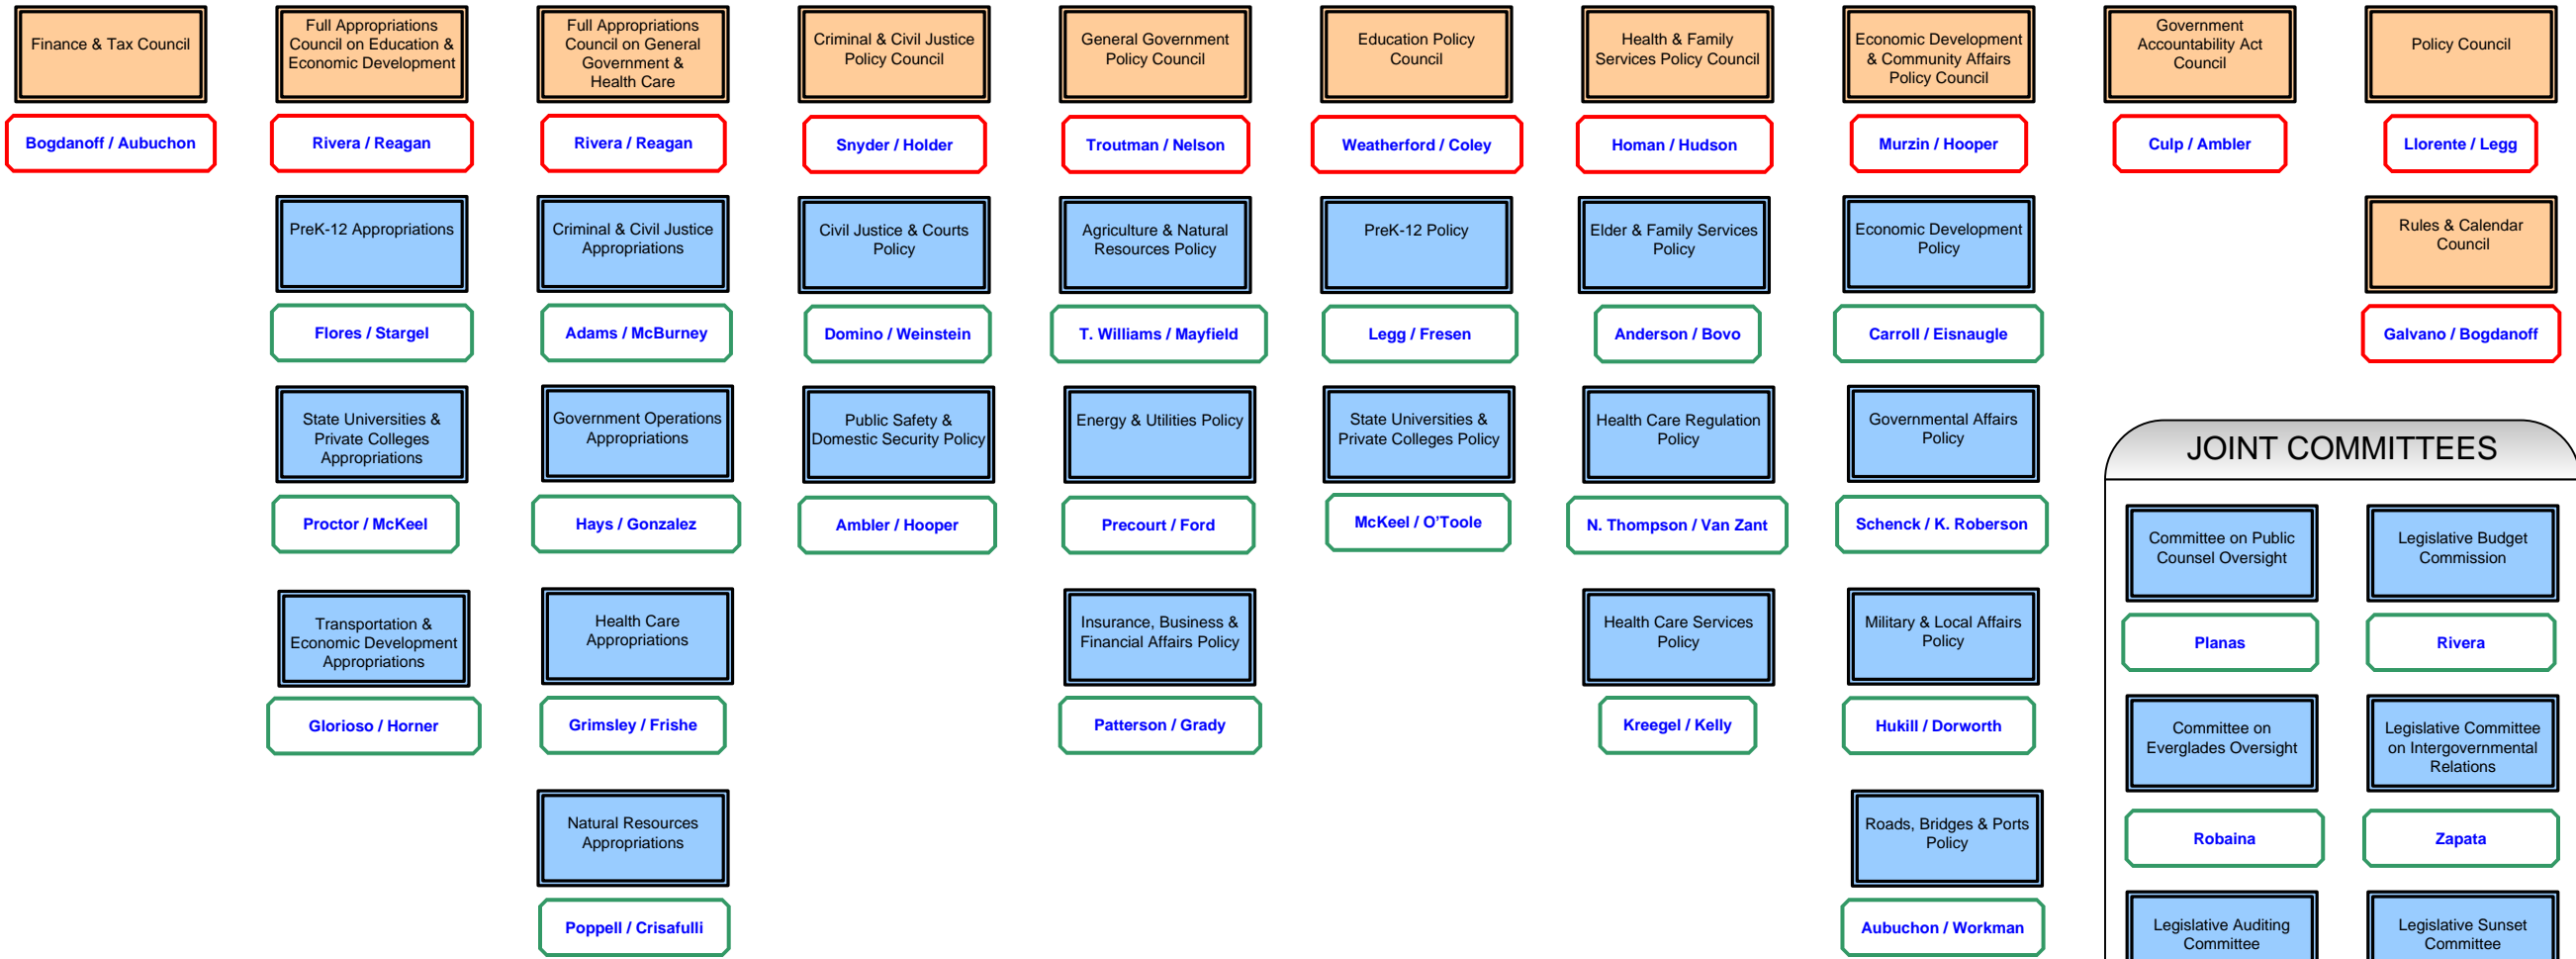 Finance & Tax Council
Bogdanoff / Aubuchon
Full Appropriations
Council on Education &
Economic Development
Rivera / Reagan
PreK-12 Appropriations
Flores / Stargel
State Universities &
Private Colleges
Appropriations
Proctor / McKeel
Transportation &
Economic Development
Appropriations
Glorioso / Horner
Full Appropriations
Council on General
Government &
Health Care
Rivera / Reagan
Criminal & Civil Justice
Appropriations
Adams / McBurney
Government Operations
Appropriations
Hays / Gonzalez
Health Care
Appropriations
Grimsley / Frishe
Natural Resources
Appropriations
Poppell / Crisafulli
Criminal & Civil Justice
Policy Council
Snyder / Holder
Civil Justice & Courts
Policy
Domino / Weinstein
Public Safety &
Domestic Security Policy
Ambler / Hooper
General Government
Policy Council
Troutman / Nelson
Agriculture & Natural
Resources Policy
T. Williams / Mayfield
Energy & Utilities Policy
Precourt / Ford
Insurance, Business &
Financial Affairs Policy
Patterson / Grady
Education Policy
Council
Weatherford / Coley
PreK-12 Policy
Legg / Fresen
State Universities &
Private Colleges Policy
McKeel / O'Toole
Health & Family
Services Policy Council
Homan / Hudson
Elder & Family Services
Policy
Anderson / Bovo
Health Care Regulation
Policy
N. Thompson / Van Zant
Health Care Services
Policy
Kreegel / Kelly
Economic Development
& Community Affairs
Policy Council
Murzin / Hooper
Economic Development
Policy
Carroll / Eisnaugle
Governmental Affairs
Policy
Schenck / K. Roberson
Military & Local Affairs
Policy
Hukill / Dorworth
Roads, Bridges & Ports
Policy
Aubuchon / Workman
Government
Accountability Act
Council
Culp / Ambler
Policy Council
Llorente / Legg
Rules & Calendar
Council
Galvano / Bogdanoff
JOINT COMMITTEES
Committee on Public
Counsel Oversight
Planas
Legislative Budget
Commission
Rivera
Committee on
Everglades Oversight
Robaina
Legislative Committee
on Intergovernmental
Relations
Zapata
Legislative Auditing
Committee
Legislative Sunset
Committee